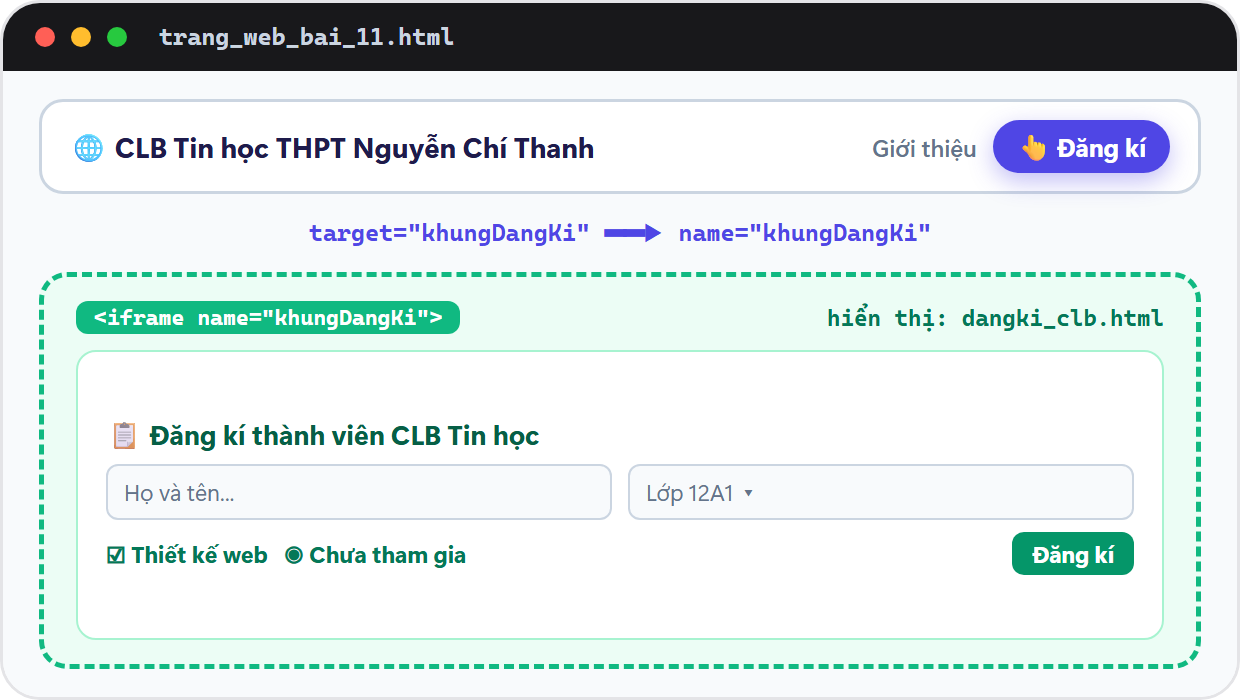 trang_web_bai_11.html
🌐 CLB Tin học THPT Nguyễn Chí Thanh
Giới thiệu
👆 Đăng kí
target="khungDangKi" ➡ name="khungDangKi"
<iframe name="khungDangKi">
hiển thị: dangki_clb.html
📋 Đăng kí thành viên CLB Tin học
Họ và tên...
Lớp 12A1 ▾
☑ Thiết kế web ◉ Chưa tham gia
Đăng kí